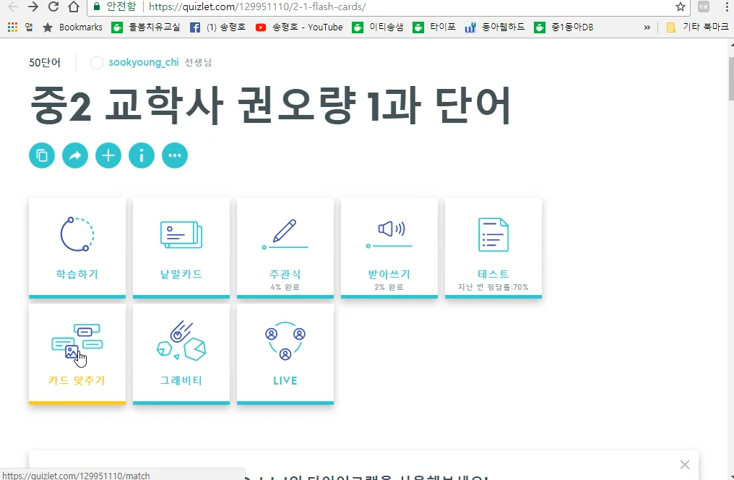 안전함 https://quizlet.com/129951110/2-1-flash-cards/
앱 Bookmarks 돌봄치유교실 (1) 송형호 송형호 - YouTube 이티송샘 타이포 동아헬하드 중1동아DB » 기타 북마크
50단어 sookyoung_chi 선생님
중2 교학사 권오량 1과 단어
학습하기 낱말카드 주관식 받아쓰기 테스트
4% 완료 2% 완료 지난 번 정답률:70%
카드 맞추기 그래비티 LIVE
https://quizlet.com/129951110/match